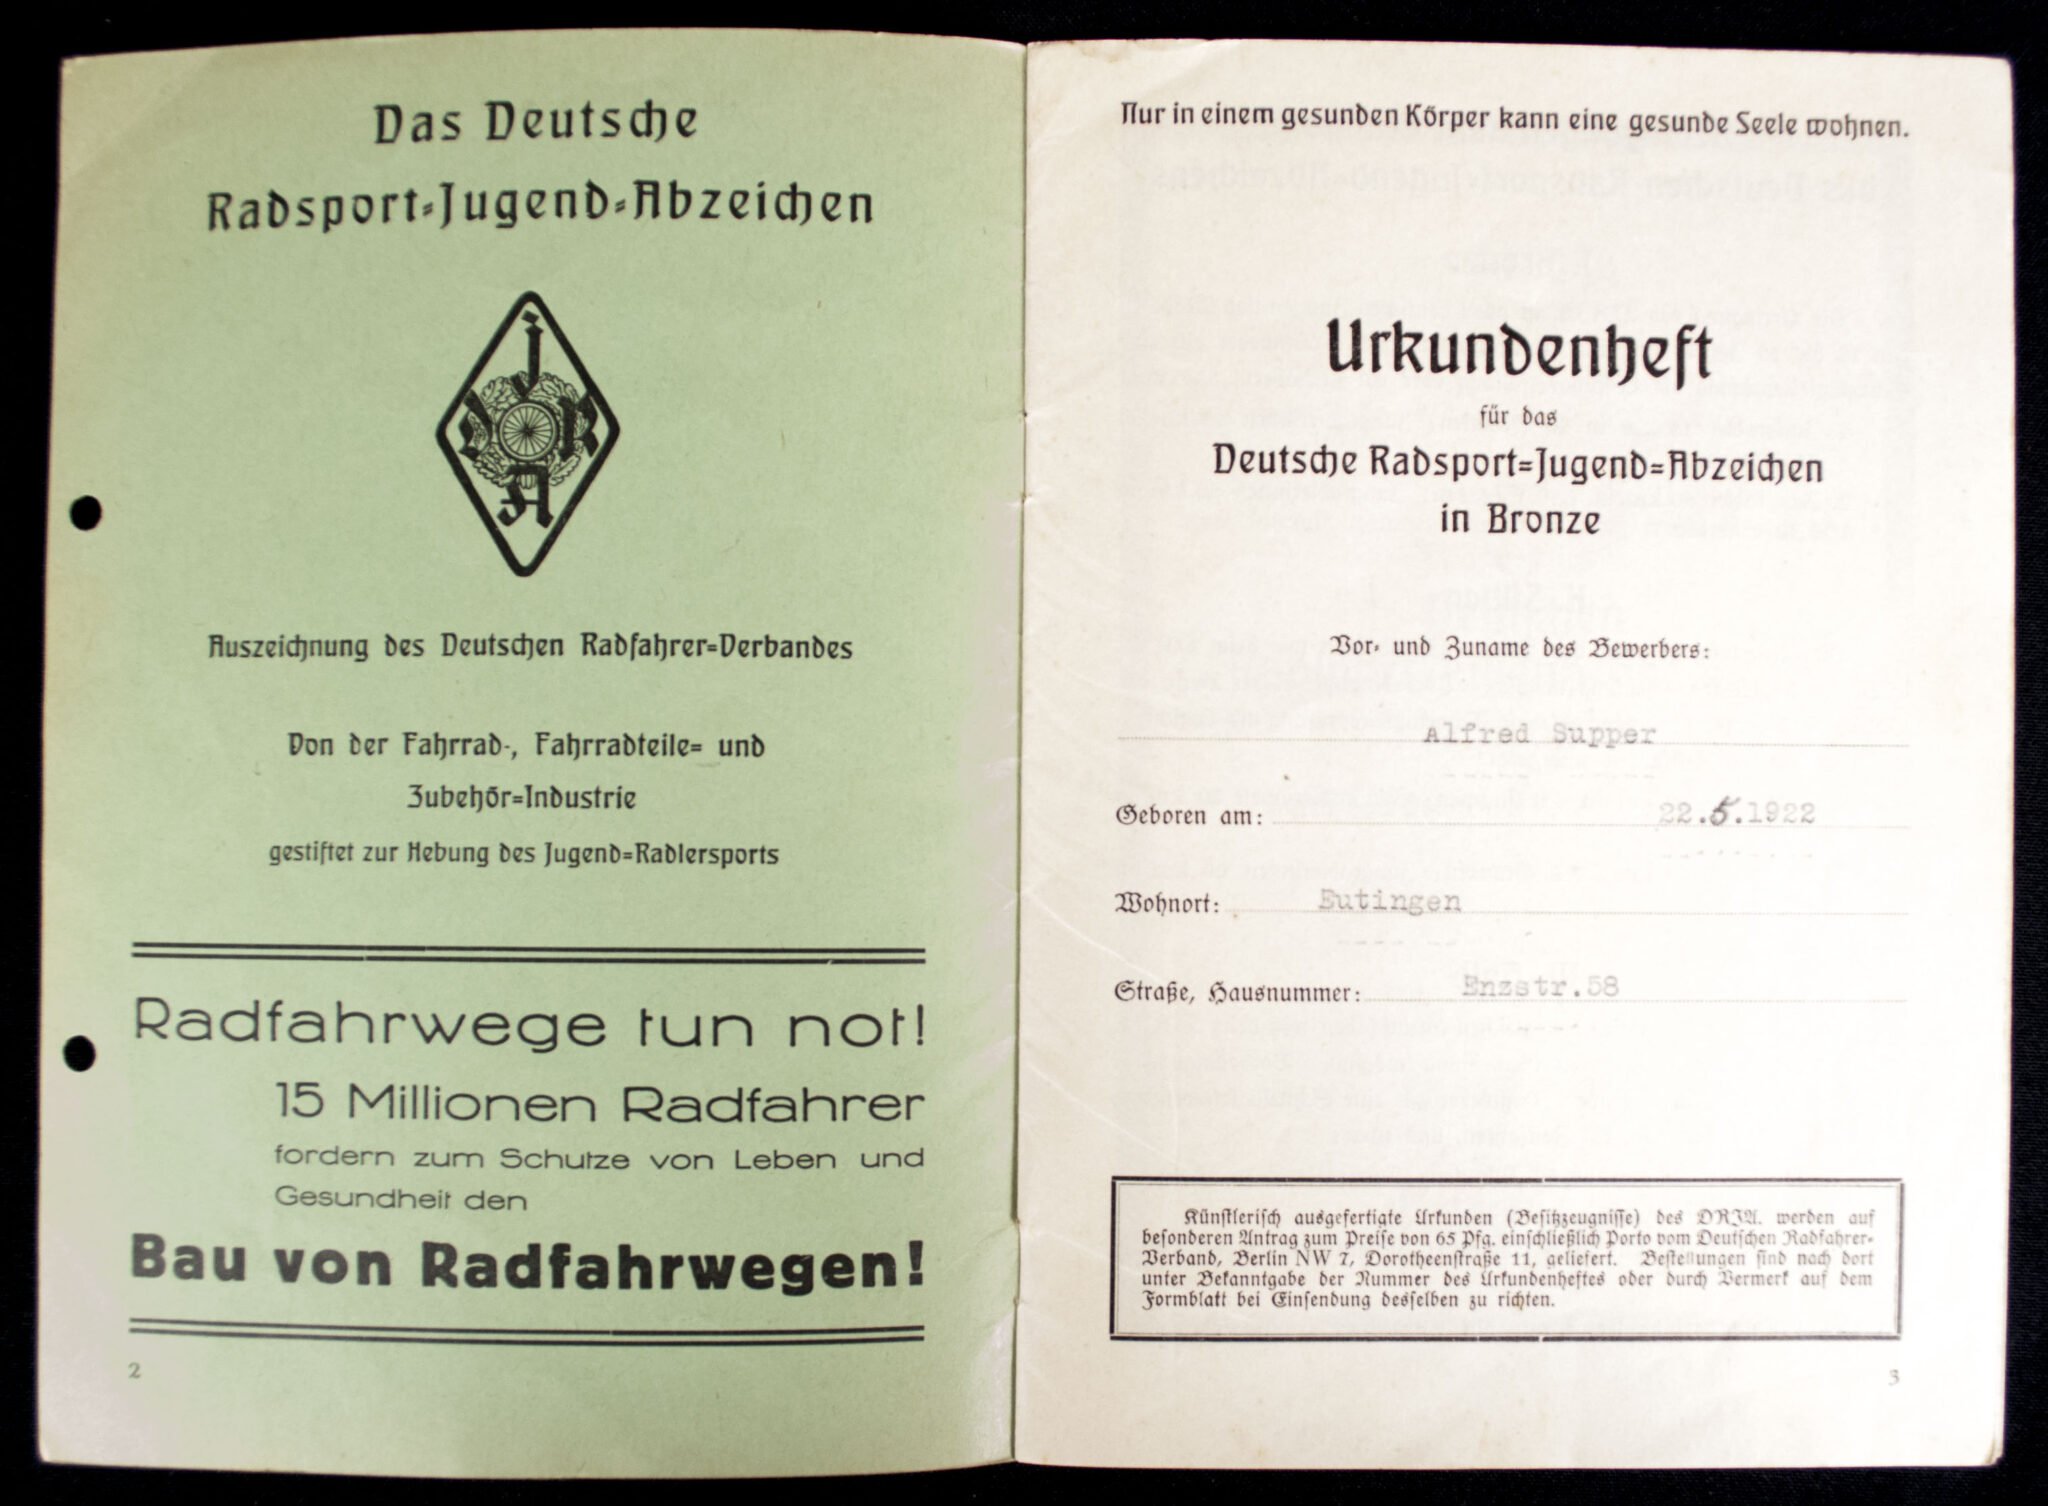 Das Deutsche
Radsport-Jugend-Abzeichen
J
D R
A
Auszeichnung des Deutschen Radfahrer-Verbandes
Von der Fahrrad-, Fahrradteile- und
Zubehör-Industrie
gestiftet zur Hebung des Jugend-Radlersports
Radfahrwege tun not!
15 Millionen Radfahrer
fordern zum Schutze von Leben und
Gesundheit den
Bau von Radfahrwegen!
2
Nur in einem gesunden Körper kann eine gesunde Seele wohnen.
Urkundenheft
für das
Deutsche Radsport-Jugend-Abzeichen
in Bronze
Vor- und Zuname des Bewerbers:
Alfred Supper
Geboren am: 22.5.1922
Wohnort: Eutingen
Straße, Hausnummer: Enzstr.58
Künstlerisch ausgefertigte Urkunden (Besitzzeugnisse) des DRJA. werden auf
besonderen Antrag zum Preise von 65 Pfg. einschließlich Porto vom Deutschen Radfahrer-
Verband, Berlin NW 7, Dorotheenstraße 11, geliefert. Bestellungen sind nach dort
unter Bekanntgabe der Nummer des Urkundenheftes oder durch Vermerk auf dem
Formblatt bei Einsendung desselben zu richten.
3